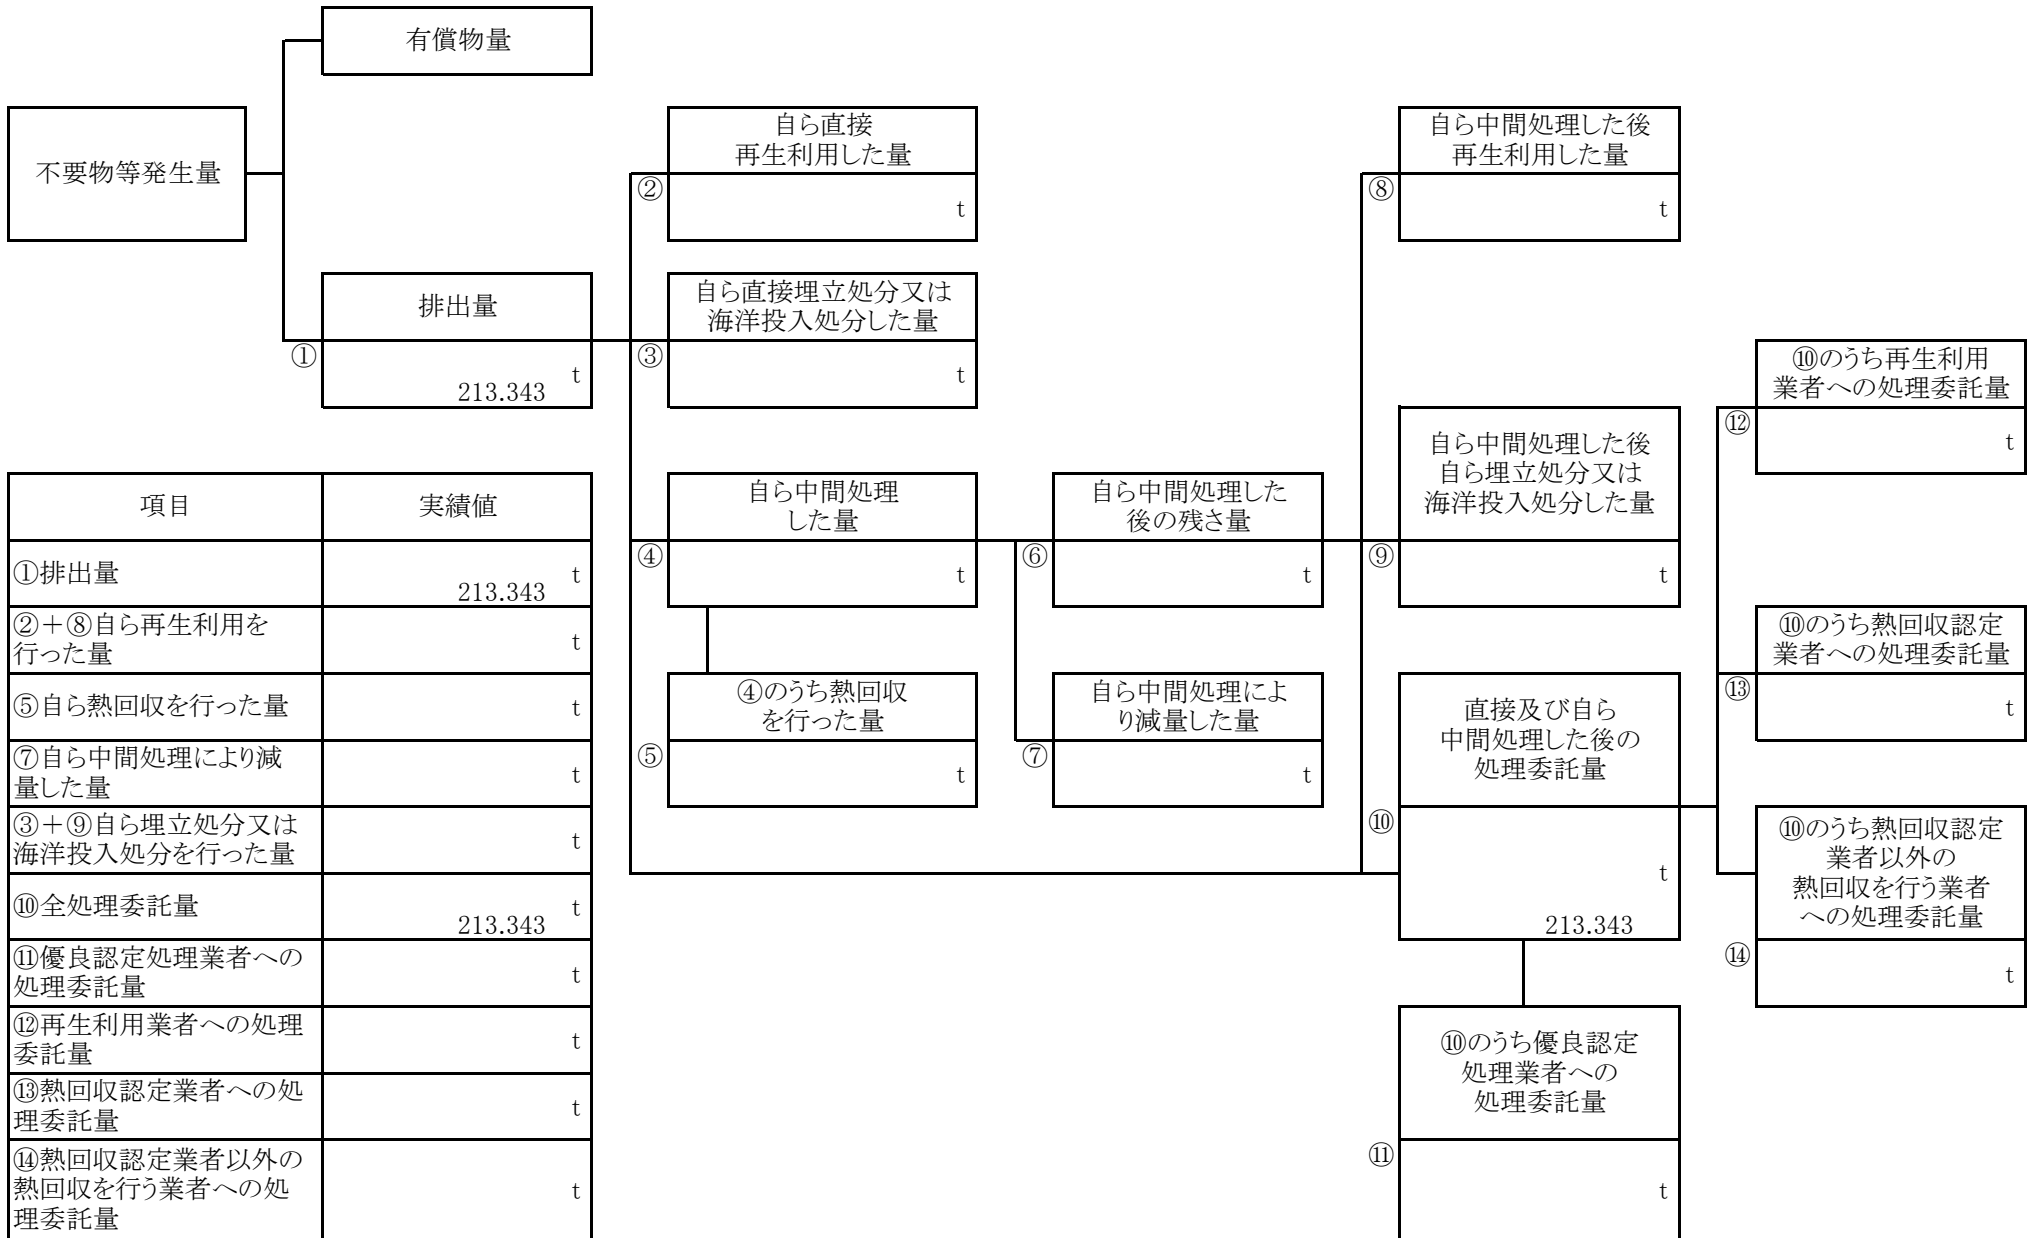 有償物量
不要物等発生量
自ら直接
再生利用した量
②
t
自ら中間処理した後
再生利用した量
⑧
t
排出量
①
t
213.343
自ら直接埋立処分又は
海洋投入処分した量
③
t
⑩のうち再生利用
業者への処理委託量
⑫
t
自ら中間処理
した量
④
t
自ら中間処理した
後の残さ量
⑥
t
自ら中間処理した後
自ら埋立処分又は
海洋投入処分した量
⑨
t
⑩のうち熱回収認定
業者への処理委託量
⑬
t
④のうち熱回収
を行った量
⑤
t
自ら中間処理によ
り減量した量
⑦
t
直接及び自ら
中間処理した後の
処理委託量
⑩
t
213.343
⑩のうち熱回収認定
業者以外の
熱回収を行う業者
への処理委託量
⑭
t
⑩のうち優良認定
処理業者への
処理委託量
⑪
t
項目
実績値
①排出量
t
213.343
②+⑧自ら再生利用を
行った量
t
⑤自ら熱回収を行った量
t
⑦自ら中間処理により減
量した量
t
③+⑨自ら埋立処分又は
海洋投入処分を行った量
t
⑩全処理委託量
t
213.343
⑪優良認定処理業者への
処理委託量
t
⑫再生利用業者への処理
委託量
t
⑬熱回収認定業者への処
理委託量
t
⑭熱回収認定業者以外の
熱回収を行う業者への処
理委託量
t